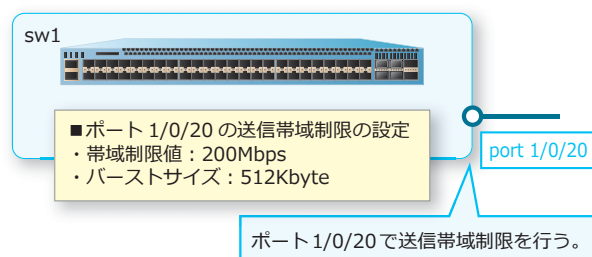 sw1
■ポート 1/0/20 の送信帯域制限の設定
・帯域制限値：200Mbps
・バーストサイズ：512Kbyte
port 1/0/20
ポート1/0/20で送信帯域制限を行う。